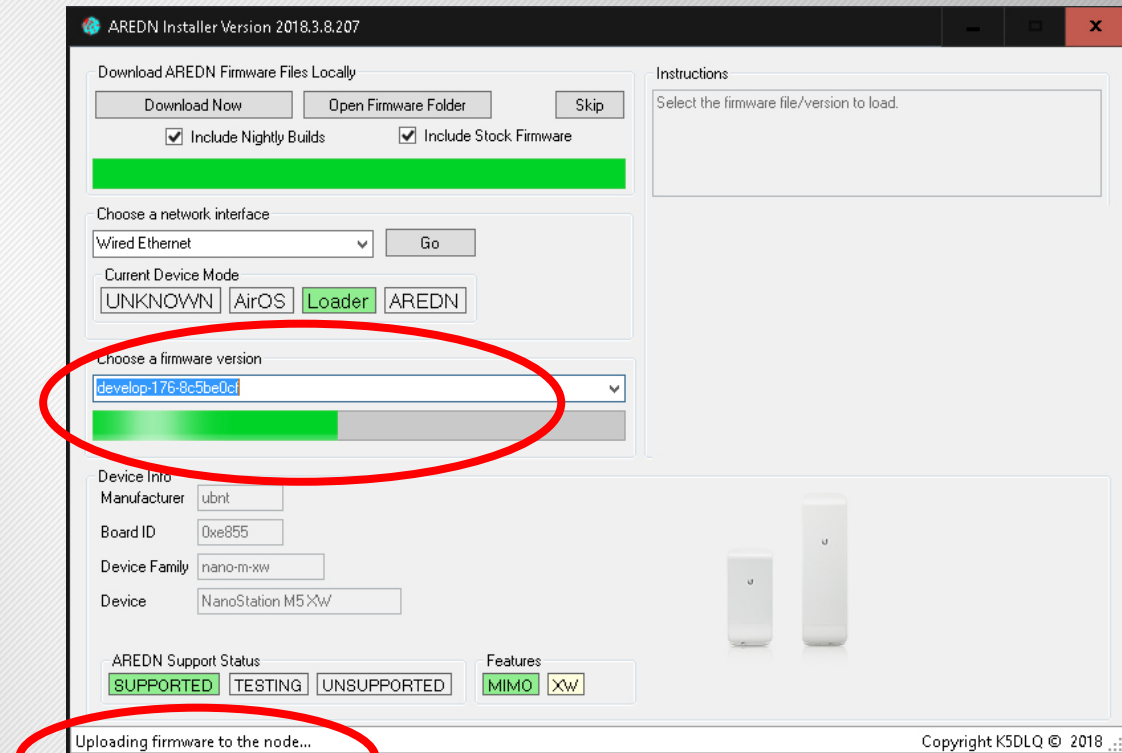 AREDN Installer Version 2018.3.8.207
Download AREDN Firmware Files Locally
Download Now Open Firmware Folder Skip
Include Nightly Builds Include Stock Firmware
Instructions
Select the firmware file/version to load.
Choose a network interface
Wired Ethernet Go
Current Device Mode
UNKNOWN AirOS Loader AREDN
Choose a firmware version
develop-176-8c5be0cf
Device Info
Manufacturer ubnt
Board ID 0xe855
Device Family nano-m-xw
Device NanoStation M5 XW
AREDN Support Status
SUPPORTED TESTING UNSUPPORTED
Features
MIMO XW
Uploading firmware to the node...
Copyright K5DLQ © 2018